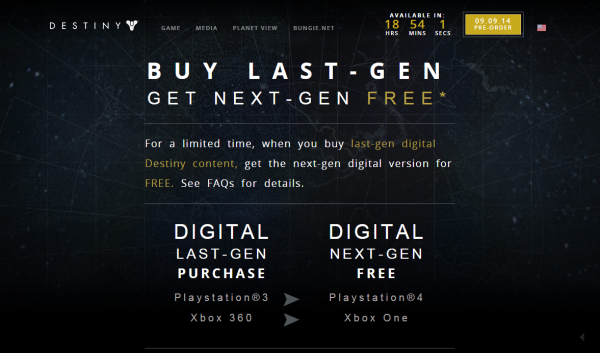 DESTINY
GAME MEDIA PLANET VIEW BUNGIE.NET
AVAILABLE IN:
18 54 1
HRS MINS SECS
09.09.14
PRE-ORDER
BUY LAST-GEN
GET NEXT-GEN FREE*
For a limited time, when you buy last-gen digital
Destiny content, get the next-gen digital version for
FREE. See FAQs for details.
DIGITAL
LAST-GEN
PURCHASE
DIGITAL
NEXT-GEN
FREE
Playstation®3 Playstation®4
Xbox 360 Xbox One